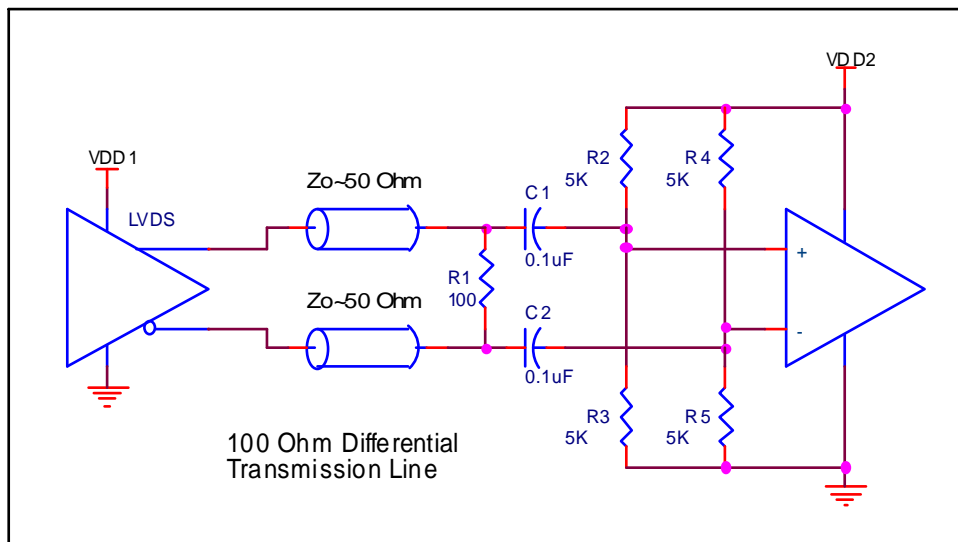 VDD2
VDD1
LVDS
Zo~50 Ohm
R2
5K
R4
5K
C1
0.1uF
R1
100
+
Zo~50 Ohm
C2
0.1uF
-
R3
5K
R5
5K
100 Ohm Differential
Transmission Line